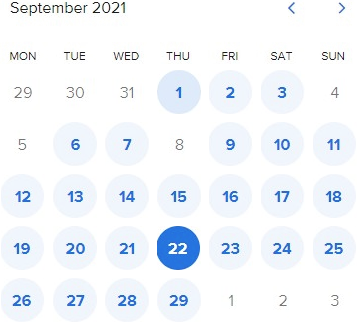 September 2021
MON TUE WED THU FRI SAT SUN
29 30 31 1 2 3 4
5 6 7 8 9 10 11
12 13 14 15 16 17 18
19 20 21 22 23 24 25
26 27 28 29 1 2 3